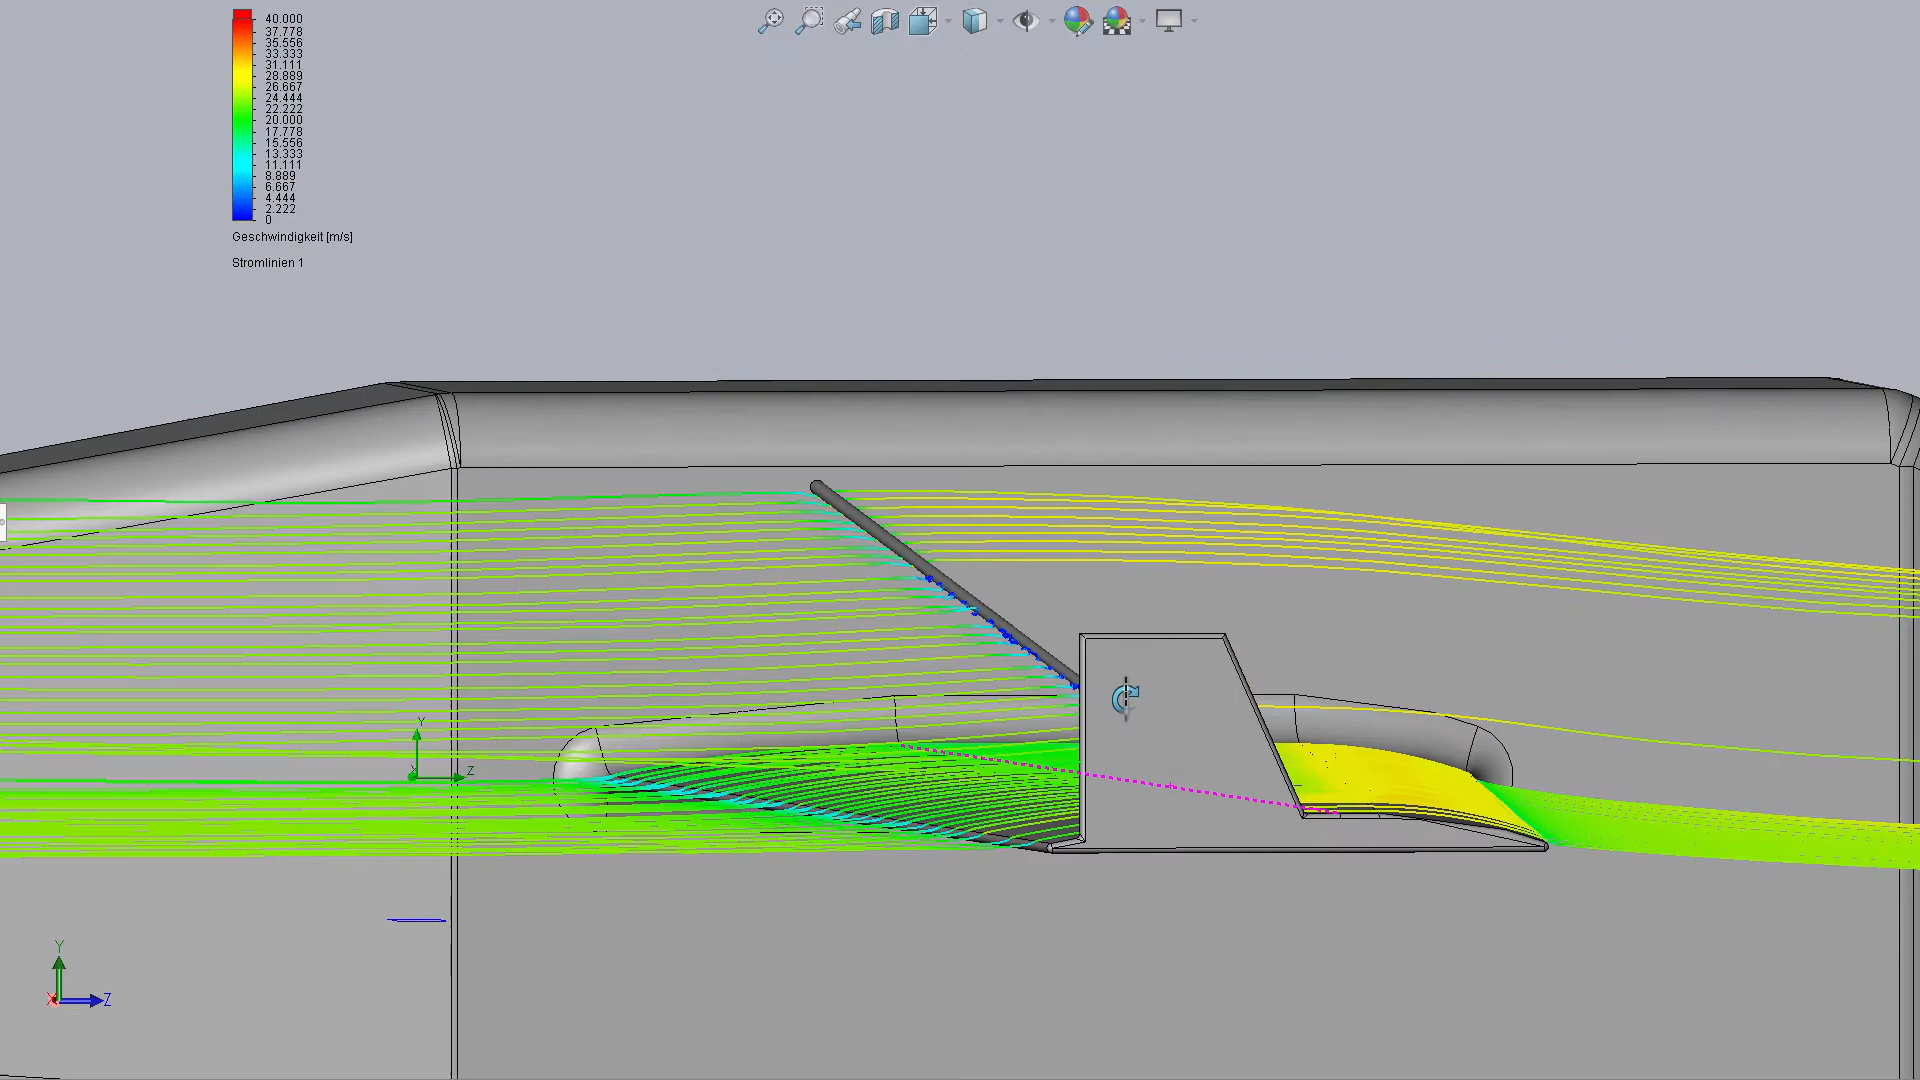 40.000
37.778
35.556
33.333
31.111
28.889
26.667
24.444
22.222
20.000
17.778
15.556
13.333
11.111
8.889
6.667
4.444
2.222
0
Geschwindigkeit [m/s]
Stromlinien 1
Y
X
Z
Y
X
Z